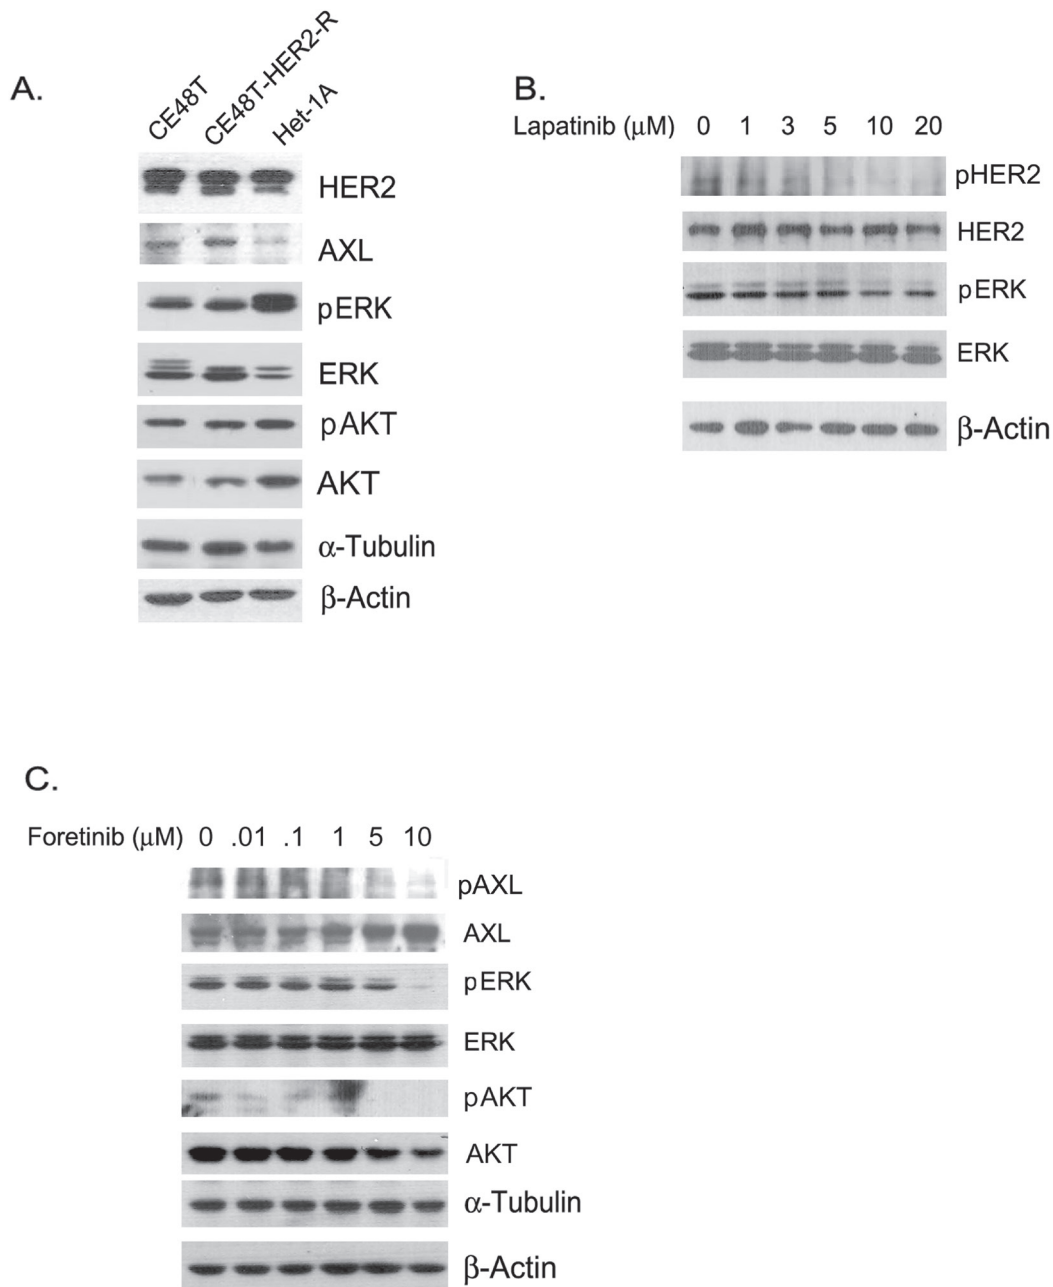 A.
CE48T
CE48T-HER2-R
Het-1A
HER2
AXL
pERK
ERK
pAKT
AKT
α-Tubulin
β-Actin
B.
Lapatinib (μM) 0 1 3 5 10 20
pHER2
HER2
pERK
ERK
β-Actin
C.
Foretinib (μM) 0 .01 .1 1 5 10
pAXL
AXL
pERK
ERK
pAKT
AKT
α-Tubulin
β-Actin